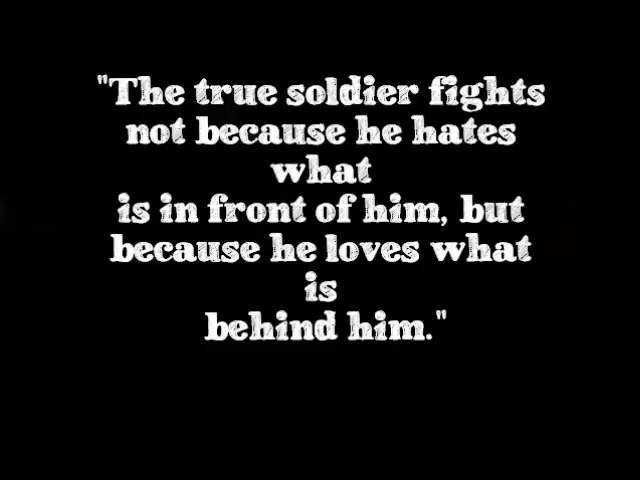 "The true soldier fights
not because he hates
what
is in front of him, but
because he loves what
is
behind him."